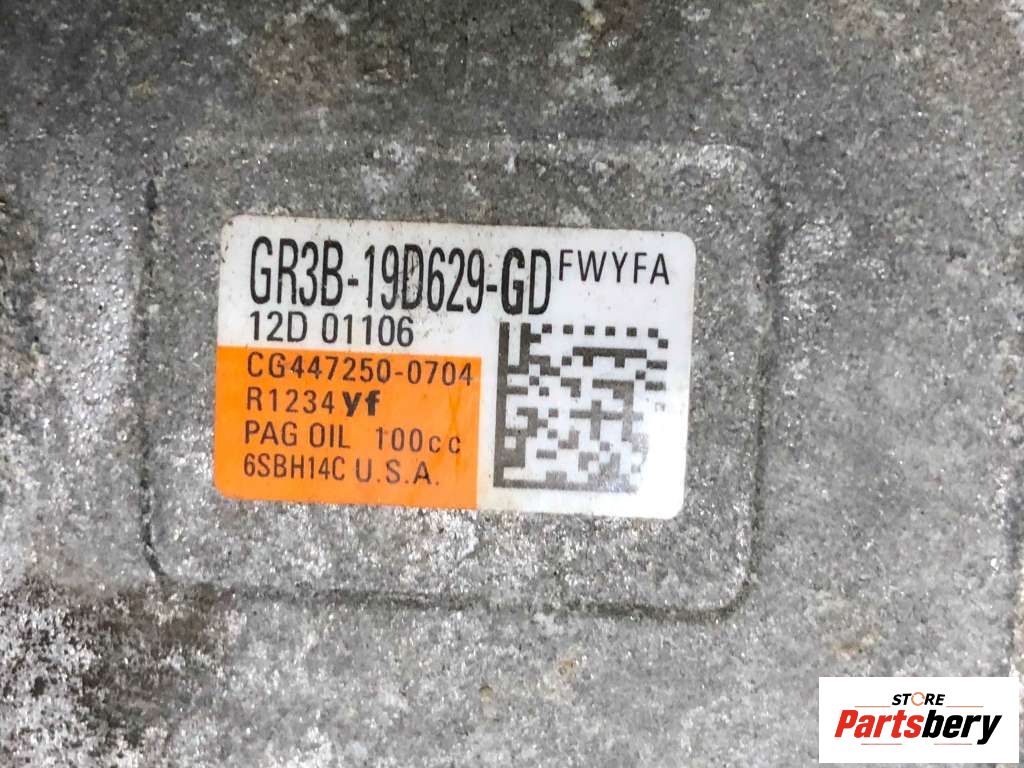 GR3B-19D629-GD FWYFA
12D 01106
CG447250-0704
R1234yf
PAG OIL 100cc
6SBH14C U.S.A.
STORE
Partsbery